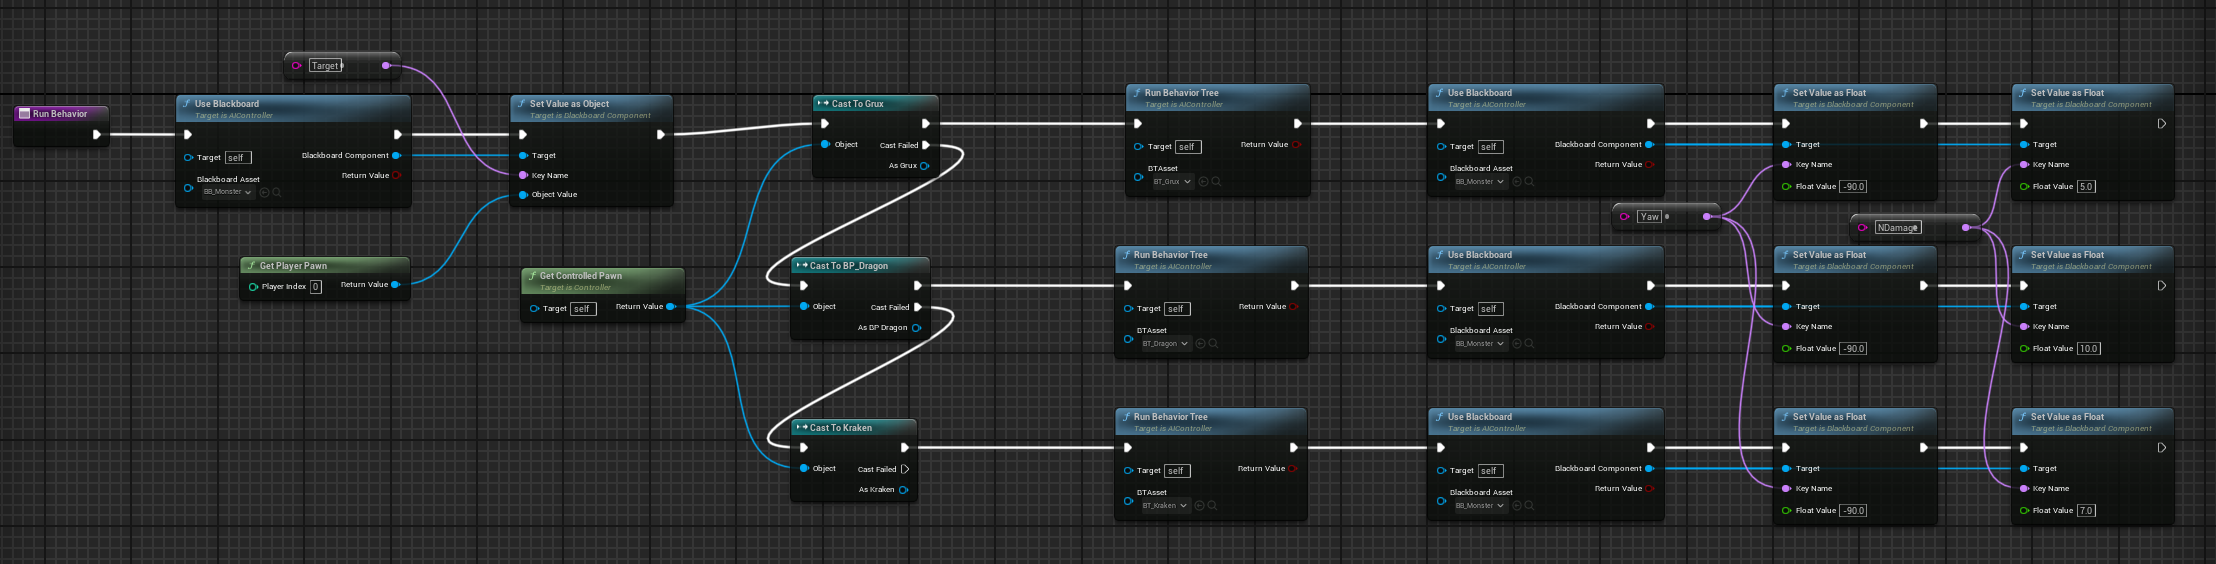 Target
Run Behavior
Use Blackboard
Target is AIController
Target self
Blackboard Component
Blackboard Asset
Return Value
BB_Monster
Set Value as Object
Target is Blackboard Component
Target
Key Name
Object Value
Get Player Pawn
Player Index 0
Return Value
Get Controlled Pawn
Target is Controller
Target self
Return Value
Cast To Grux
Object
Cast Failed
As Grux
Run Behavior Tree
Target is AIController
Target self
Return Value
BTAsset
BT_Grux
Use Blackboard
Target is AIController
Target self
Blackboard Component
Blackboard Asset
Return Value
BB_Monster
Set Value as Float
Target is Blackboard Component
Target
Key Name
Float Value -90.0
Set Value as Float
Target is Blackboard Component
Target
Key Name
Float Value 5.0
Yaw
NDamage
Cast To BP_Dragon
Object
Cast Failed
As BP Dragon
Run Behavior Tree
Target is AIController
Target self
Return Value
BTAsset
BT_Dragon
Use Blackboard
Target is AIController
Target self
Blackboard Component
Blackboard Asset
Return Value
BB_Monster
Set Value as Float
Target is Blackboard Component
Target
Key Name
Float Value -90.0
Set Value as Float
Target is Blackboard Component
Target
Key Name
Float Value 10.0
Cast To Kraken
Object
Cast Failed
As Kraken
Run Behavior Tree
Target is AIController
Target self
Return Value
BTAsset
BT_Kraken
Use Blackboard
Target is AIController
Target self
Blackboard Component
Blackboard Asset
Return Value
BB_Monster
Set Value as Float
Target is Blackboard Component
Target
Key Name
Float Value -90.0
Set Value as Float
Target is Blackboard Component
Target
Key Name
Float Value 7.0